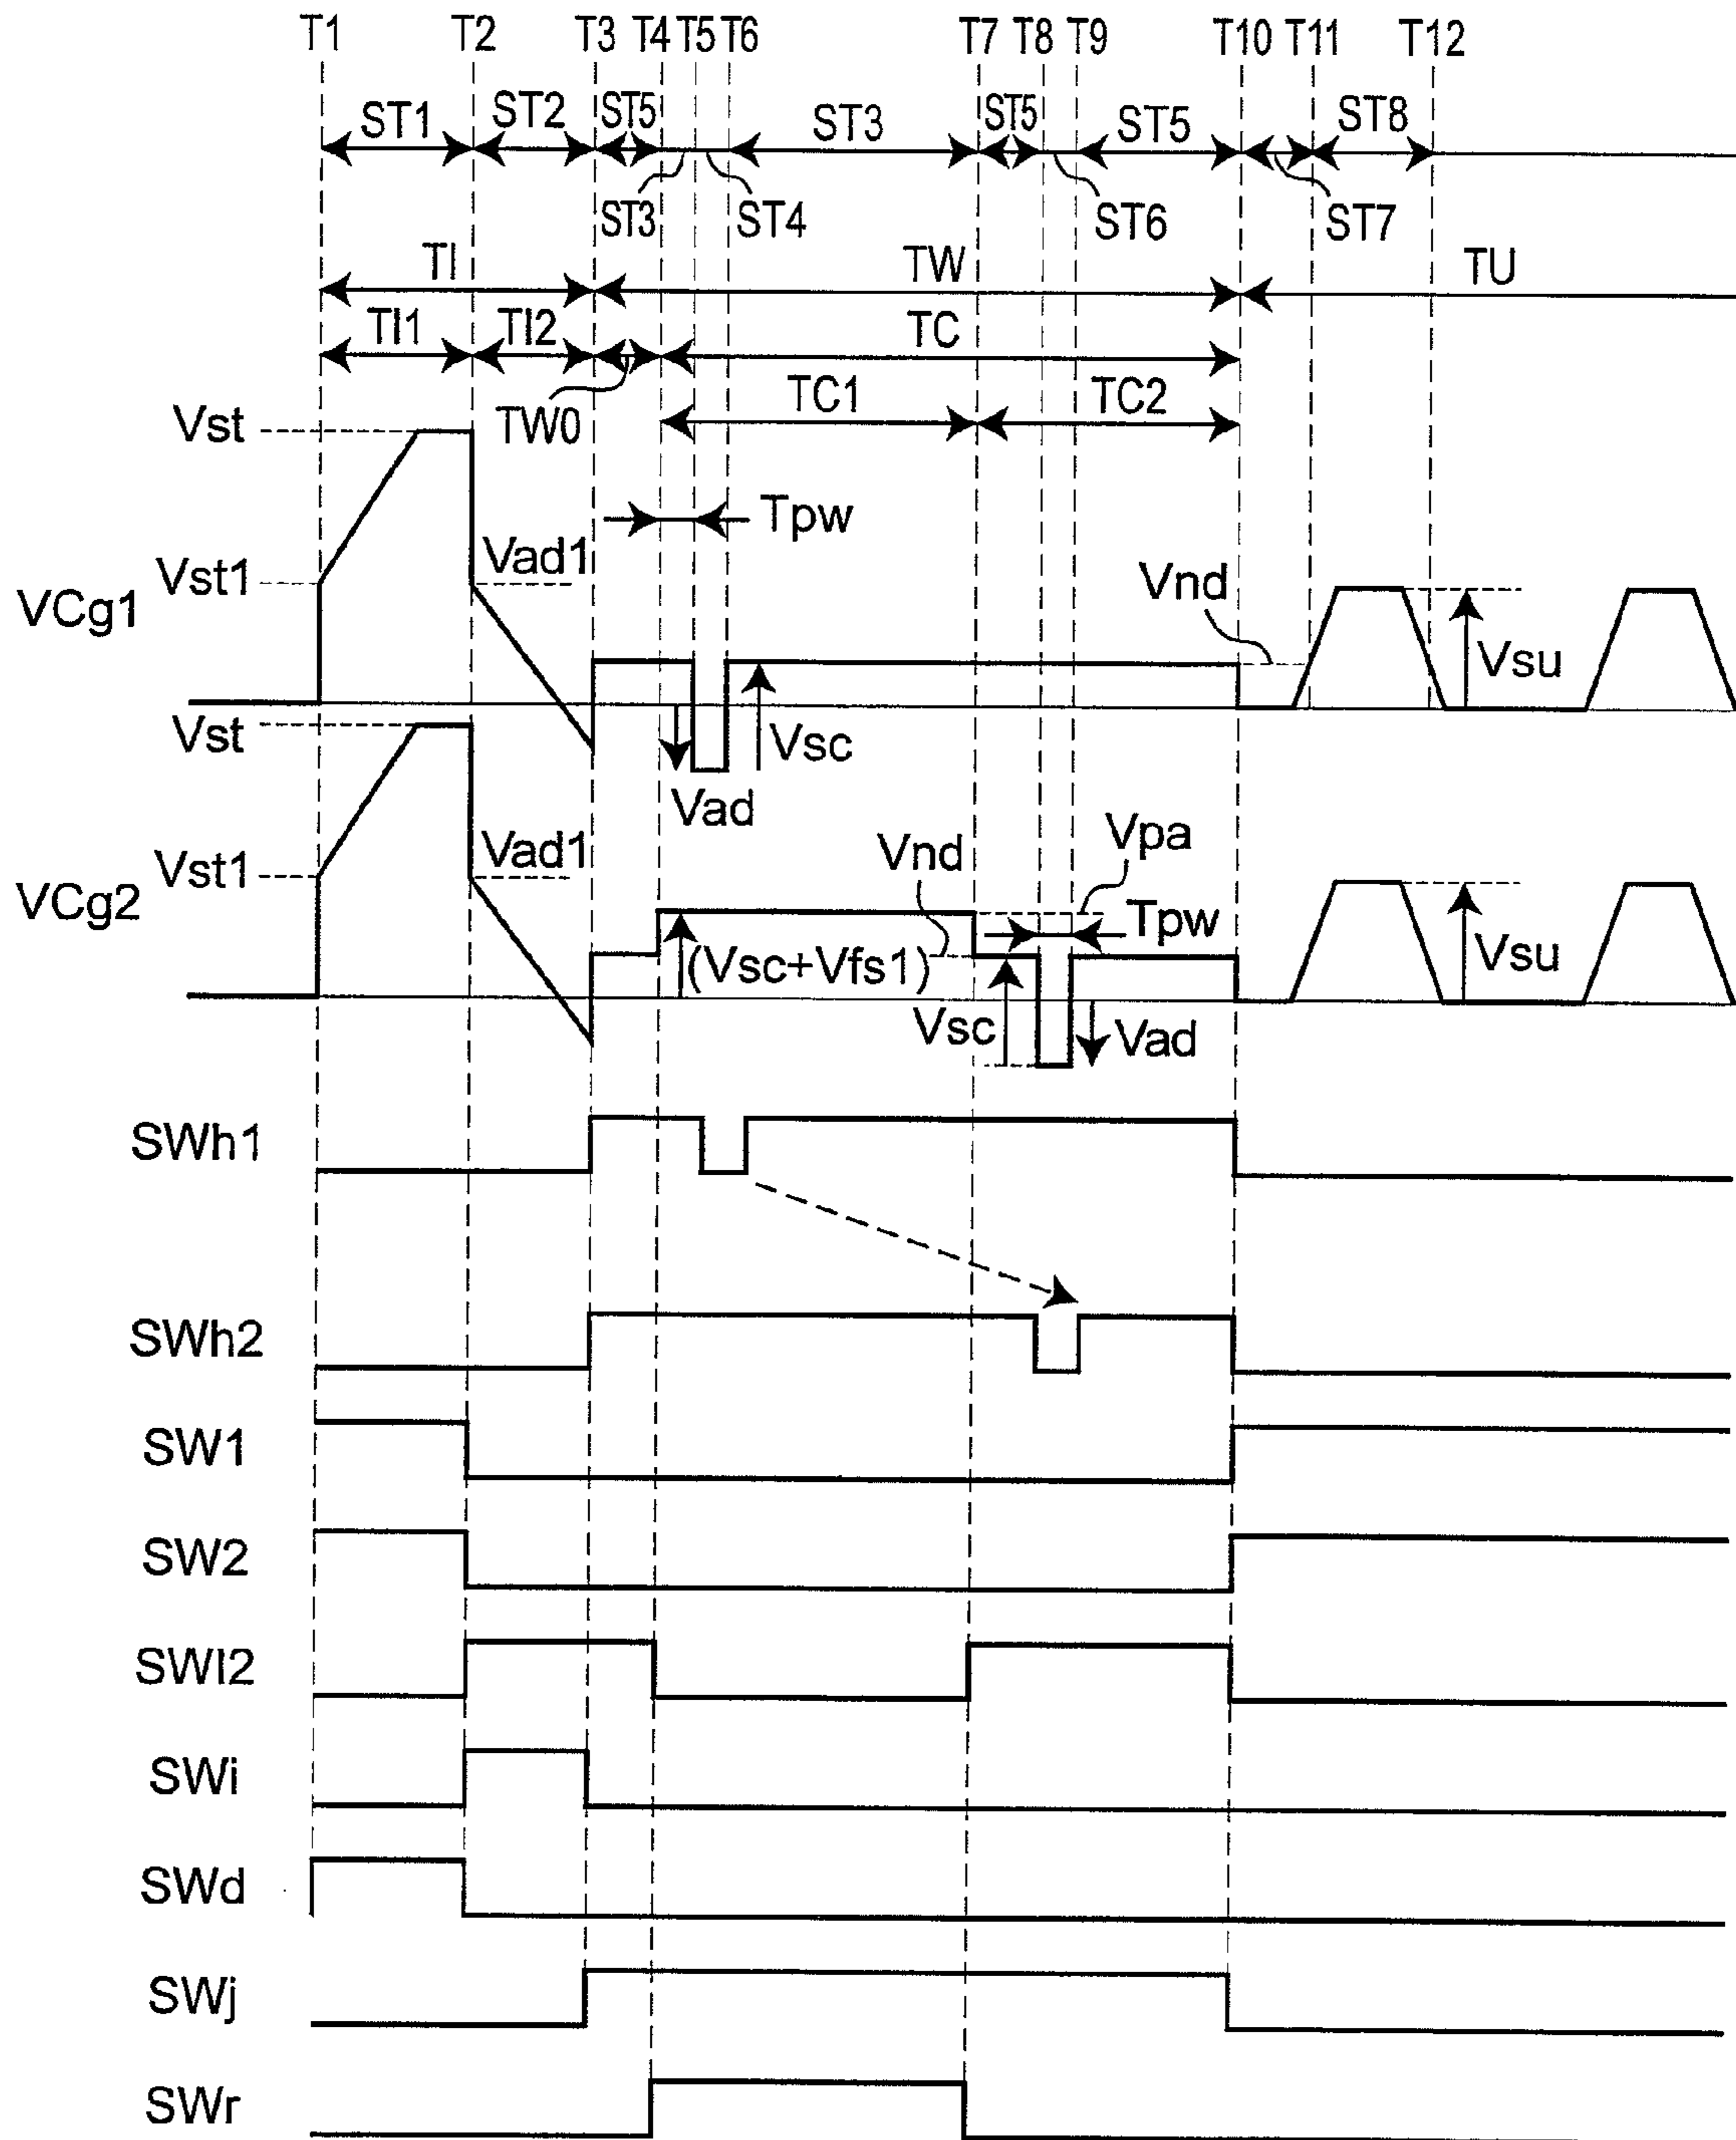 T1 T2 T3 T4 T5 T6 T7 T8 T9 T10 T11 T12
ST1 ST2 ST5 ST3 ST5 ST5 ST8
ST3 ST4 ST6 ST7
TI TW TU
TI1 TI2 TC
TW0 TC1 TC2
Vst
Tpw
Vst1 Vad1 Vnd
VCg1 Vsu
Vst Vsc
Vad
Vad1 Vnd Vpa
Vst1
VCg2 Tpw
(Vsc+Vfs1) Vsu
Vsc Vad
SWh1
SWh2
SW1
SW2
SWl2
SWi
SWd
SWj
SWr